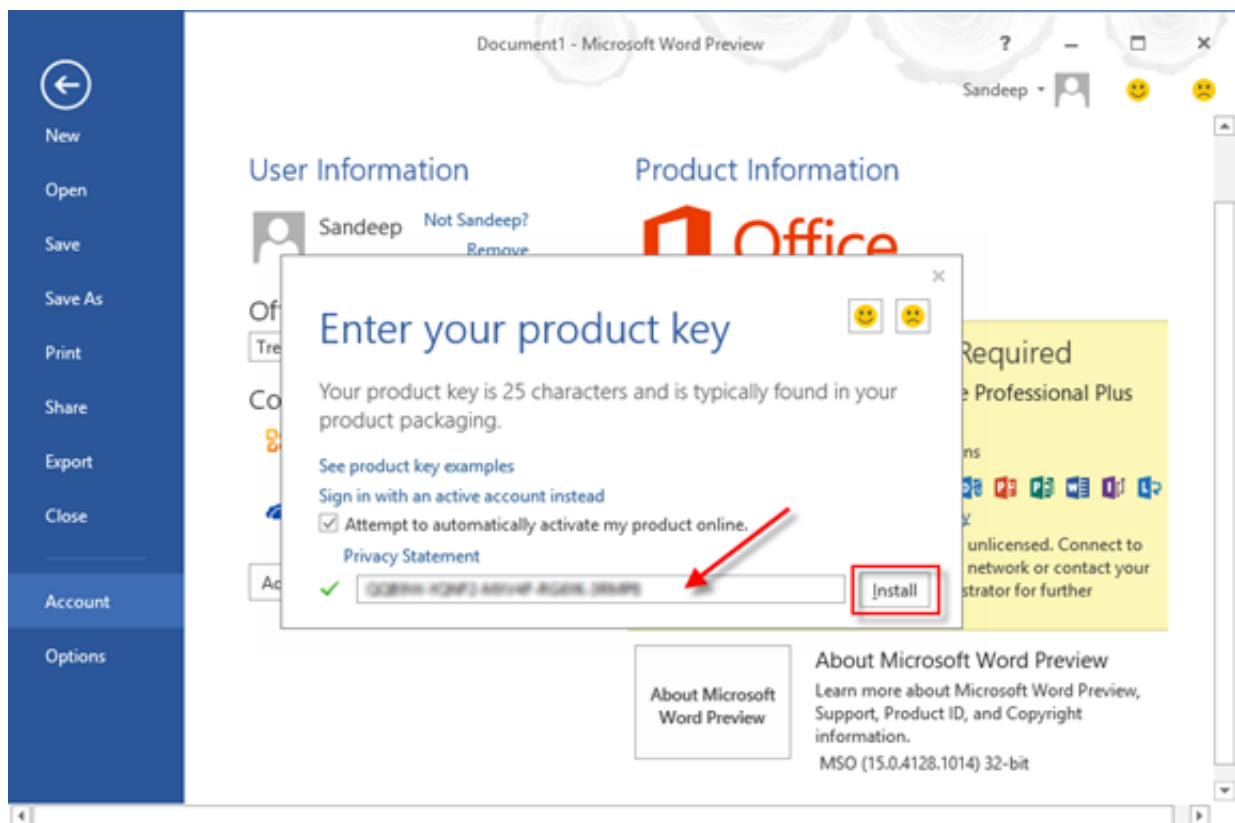 Document1 - Microsoft Word Preview
?
Sandeep
New
Open
Save
Save As
Print
Share
Export
Close
Account
Options
User Information
Sandeep
Not Sandeep?
Remove
Product Information
Office
Enter your product key
Your product key is 25 characters and is typically found in your
product packaging.
See product key examples
Sign in with an active account instead
Attempt to automatically activate my product online.
Privacy Statement
Install
Required
Professional Plus
unlicensed. Connect to
network or contact your
for further
About Microsoft
Word Preview
About Microsoft Word Preview
Learn more about Microsoft Word Preview,
Support, Product ID, and Copyright
information.
MSO (15.0.4128.1014) 32-bit